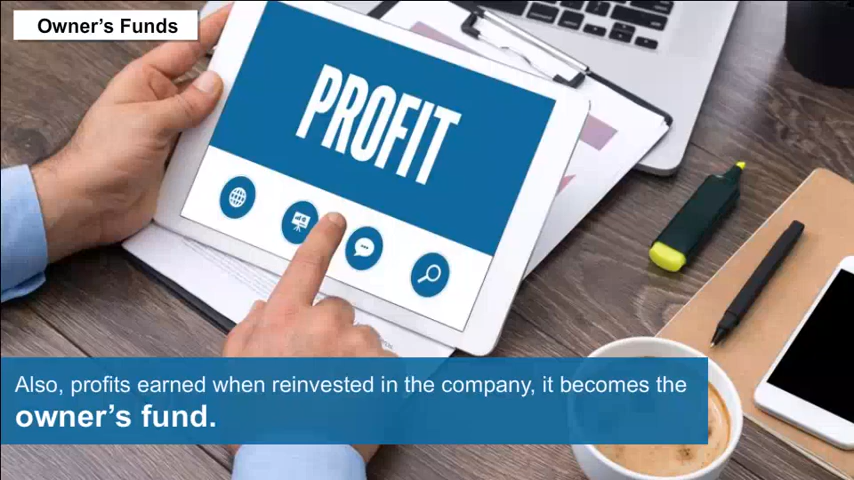 Owner's Funds
PROFIT
Also, profits earned when reinvested in the company, it becomes the
owner's fund.